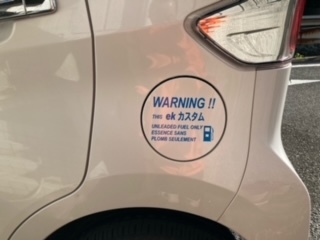 WARNING !!
THIS ek カスタム
UNLEADED FUEL ONLY
ESSENCE SANS
PLOMB SEULEMENT